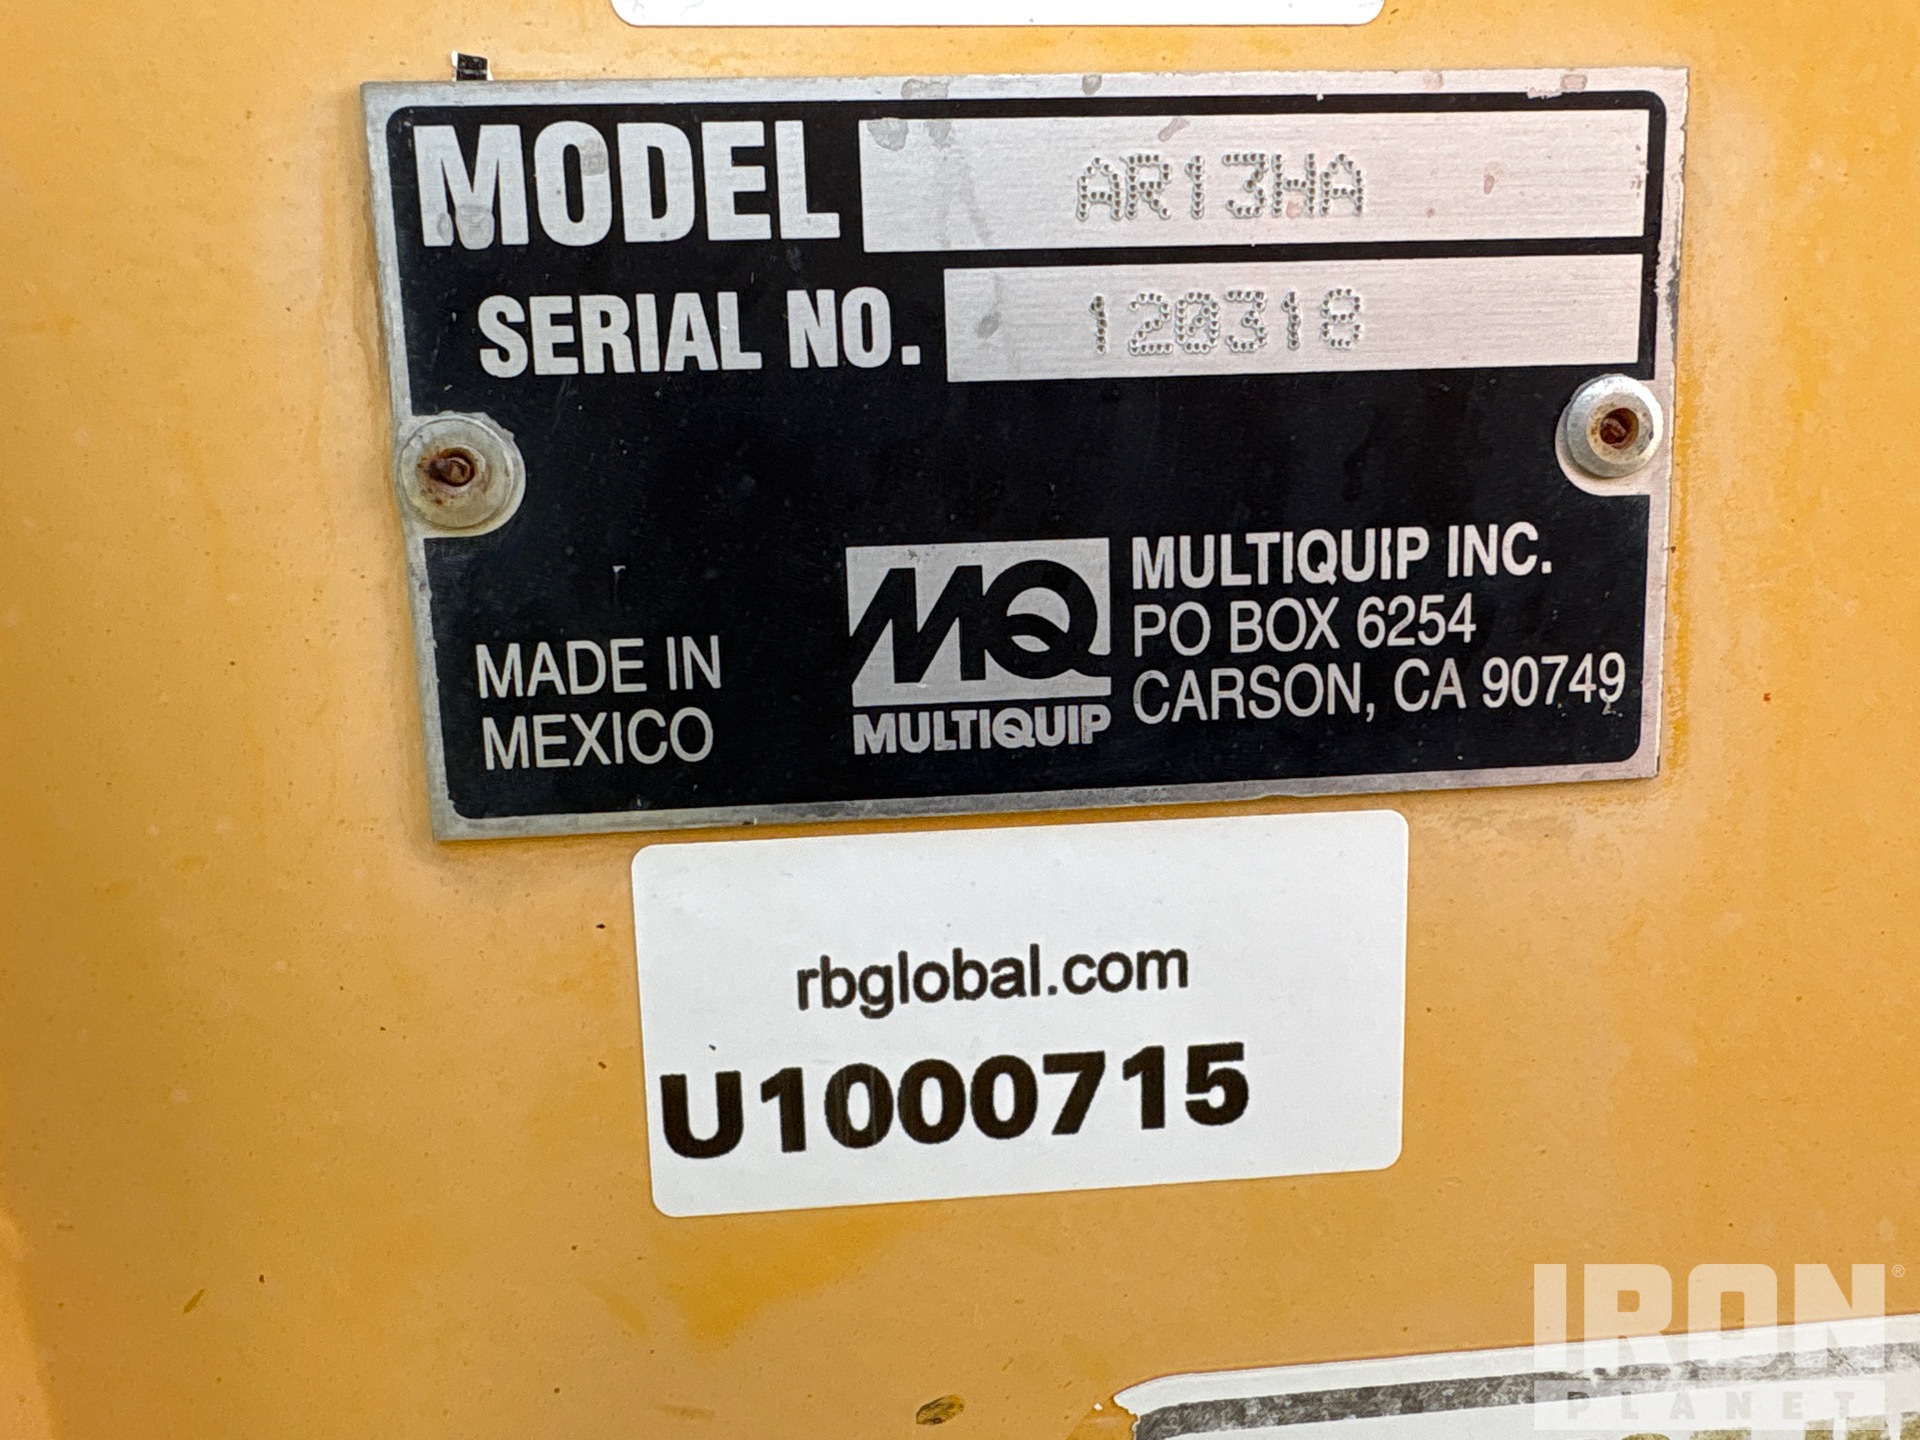 MODEL AR13HA
SERIAL NO. 120318
MADE IN
MEXICO
MQ
MULTIQUIP
MULTIQUIP INC.
PO BOX 6254
CARSON, CA 90749
rbglobal.com
U1000715
IRON®
PLANET